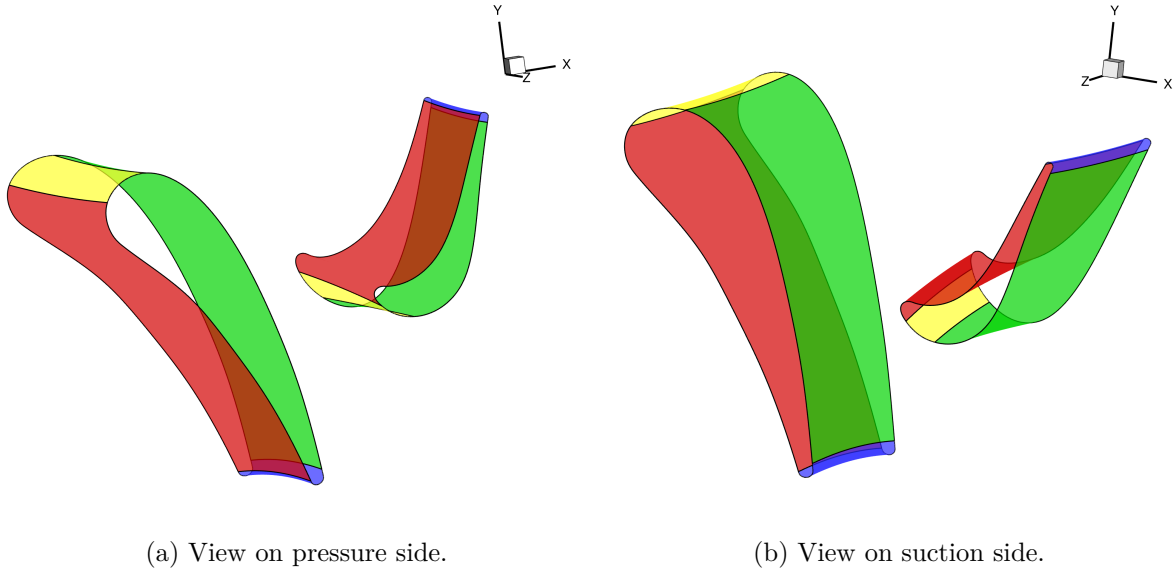 Y
X
Z
Y
Z
X
(a) View on pressure side.
(b) View on suction side.